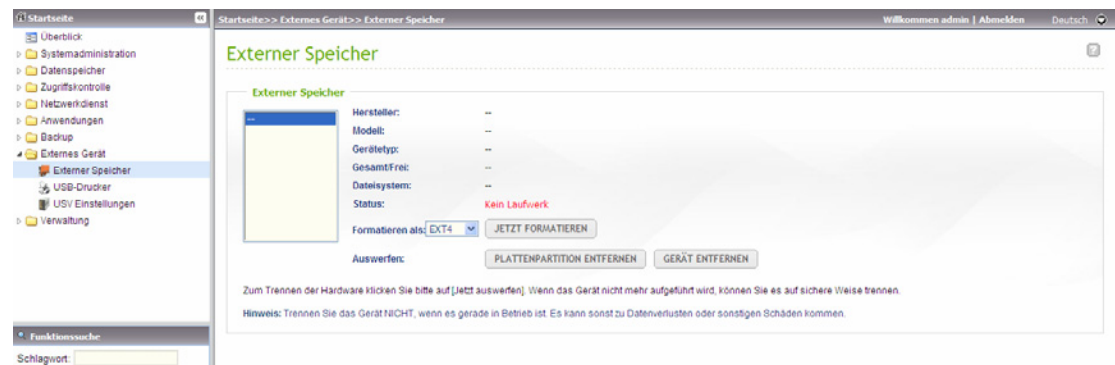 Startseite
Startseite>> Externes Gerät>> Externer Speicher
Willkommen admin | Abmelden
Deutsch
Überblick
Systemadministration
Datenspeicher
Zugriffskontrolle
Netzwerkdienst
Anwendungen
Backup
Externes Gerät
Externer Speicher
USB-Drucker
USV Einstellungen
Verwaltung
Funktionssuche
Schlagwort:
Externer Speicher
Externer Speicher
--
Hersteller: --
Modell: --
Gerätetyp: --
Gesamt/Frei: --
Dateisystem: --
Status: Kein Laufwerk
Formatieren als: EXT4 JETZT FORMATIEREN
Auswerfen: PLATTENPARTITION ENTFERNEN GERÄT ENTFERNEN
Zum Trennen der Hardware klicken Sie bitte auf [Jetzt auswerfen]. Wenn das Gerät nicht mehr aufgeführt wird, können Sie es auf sichere Weise trennen.
Hinweis: Trennen Sie das Gerät NICHT, wenn es gerade in Betrieb ist. Es kann sonst zu Datenverlusten oder sonstigen Schäden kommen.